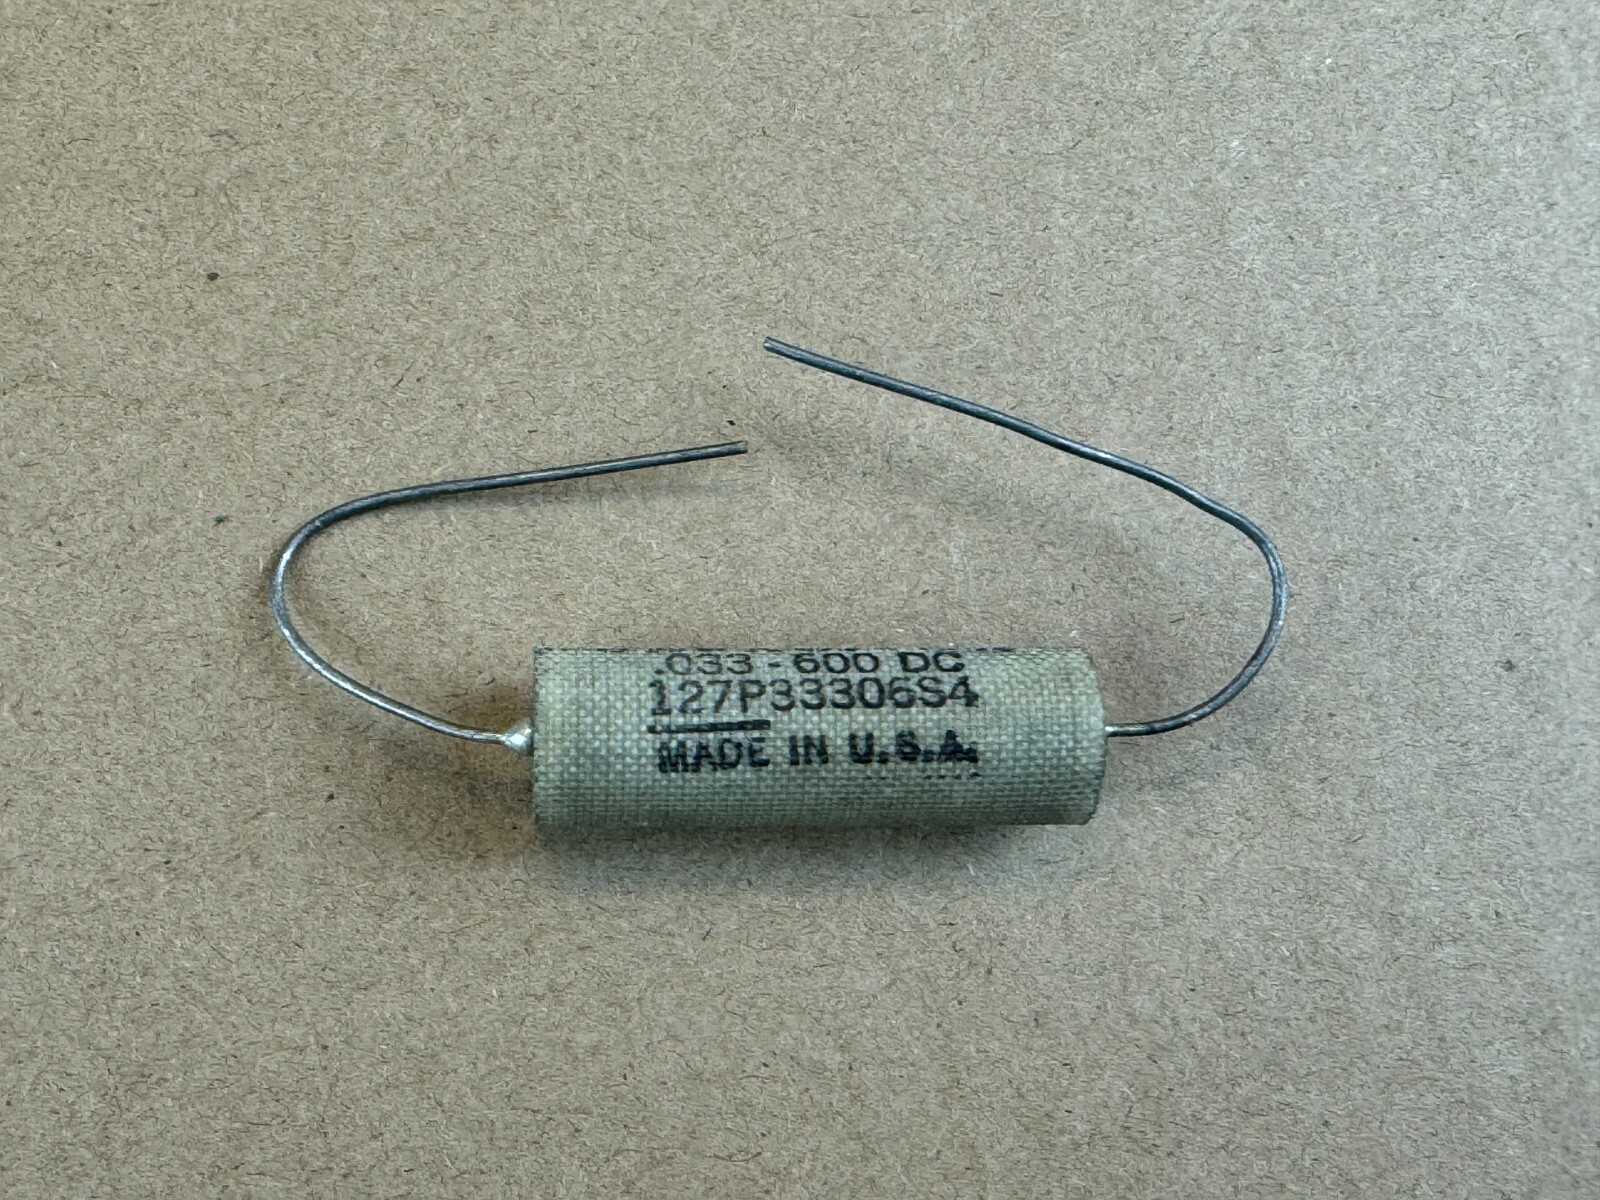 .033 - 600 DC
127P33306S4
MADE IN U.S.A.